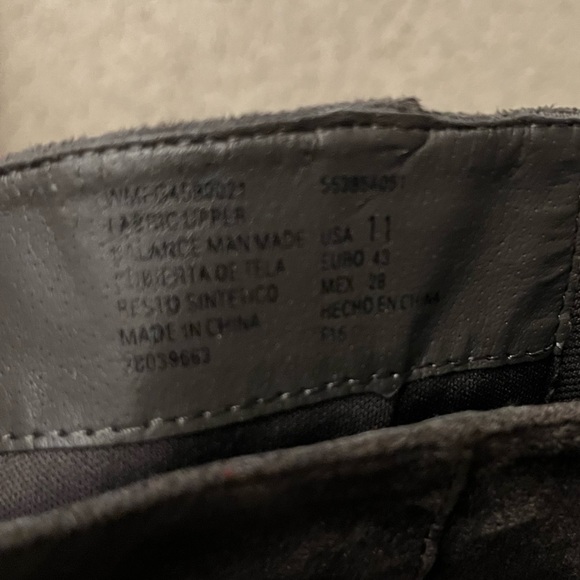 FABRIC UPPER
BALANCE MAN MADE
CUBIERTA DE TELA
RESTO SINTETICO
MADE IN CHINA
USA 11
EURO 43
MEX 28
HECHO EN CHINA
F16